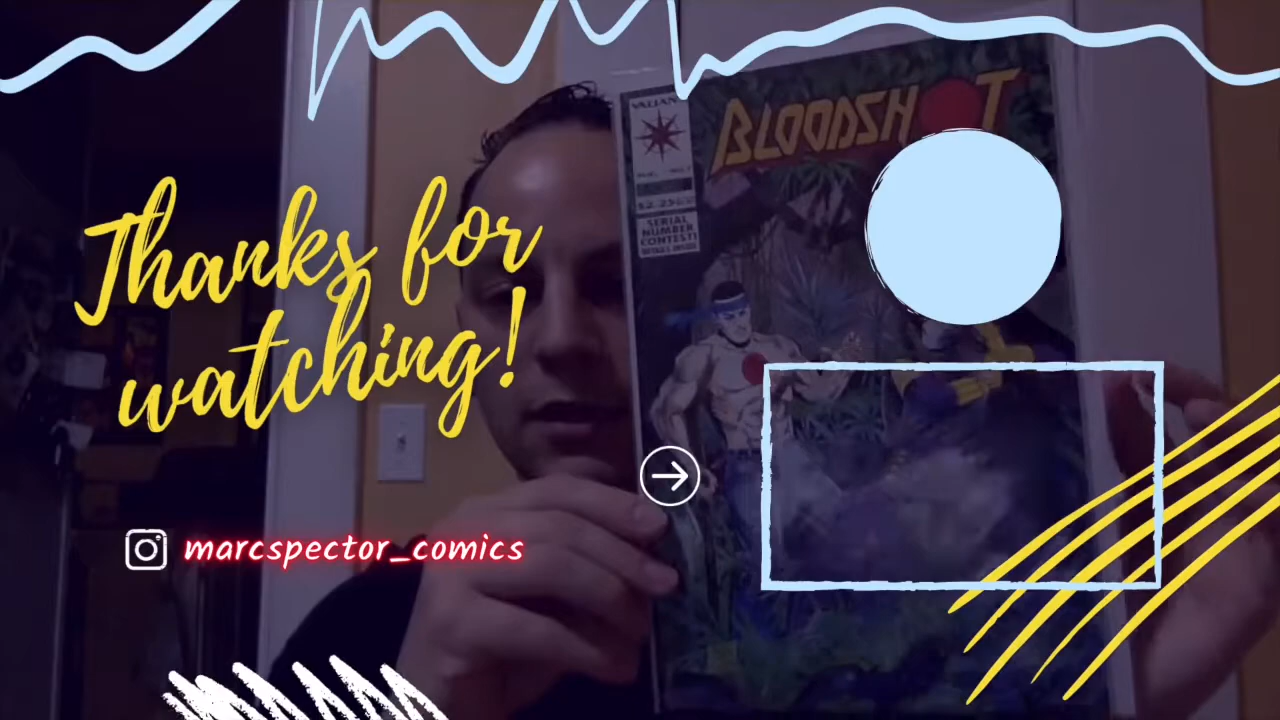 Thanks for
watching!
marcspector_comics
VALIANT
BLOODSHOT
$2.25
SERIAL
NUMBER
CONTEST!